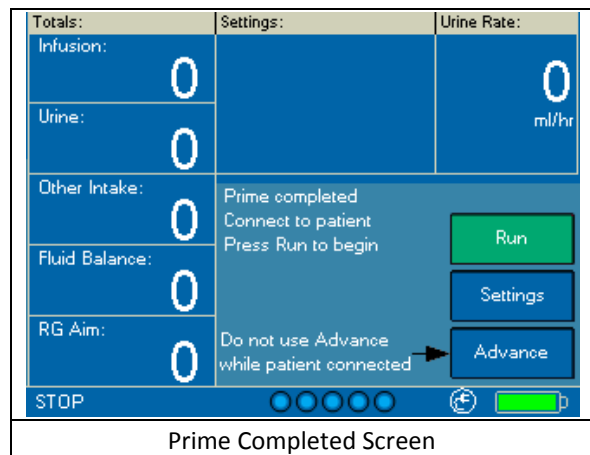 Totals:
Infusion:
0
Urine:
0
Other Intake:
0
Fluid Balance:
0
RG Aim:
0
Settings:
Urine Rate:
0
ml/hr
Prime completed
Connect to patient
Press Run to begin
Do not use Advance
while patient connected
Run
Settings
Advance
STOP
Prime Completed Screen